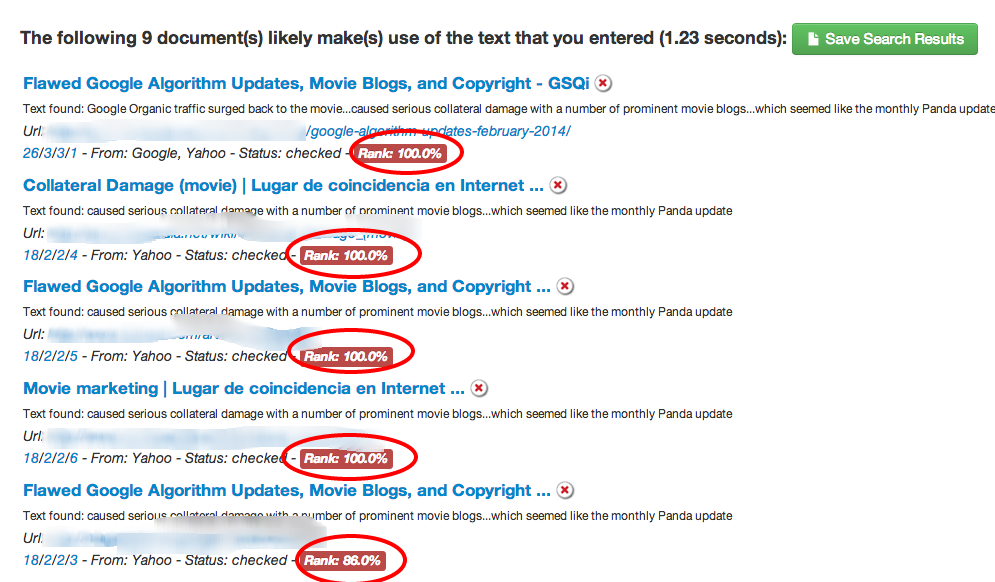 The following 9 document(s) likely make(s) use of the text that you entered (1.23 seconds): Save Search Results
Flawed Google Algorithm Updates, Movie Blogs, and Copyright - GSQi
Text found: Google Organic traffic surged back to the movie...caused serious collateral damage with a number of prominent movie blogs...which seemed like the monthly Panda update
Url: /google-algorithm-updates-february-2014/
26/3/3/1 - From: Google, Yahoo - Status: checked - Rank: 100.0%
Collateral Damage (movie) | Lugar de coincidencia en Internet ...
Text found: caused serious collateral damage with a number of prominent movie blogs...which seemed like the monthly Panda update
Url:
18/2/2/4 - From: Yahoo - Status: checked - Rank: 100.0%
Flawed Google Algorithm Updates, Movie Blogs, and Copyright ...
Text found: caused serious collateral damage with a number of prominent movie blogs...which seemed like the monthly Panda update
Url:
18/2/2/5 - From: Yahoo - Status: checked - Rank: 100.0%
Movie marketing | Lugar de coincidencia en Internet ...
Text found: caused serious collateral damage with a number of prominent movie blogs...which seemed like the monthly Panda update
Url:
18/2/2/6 - From: Yahoo - Status: checked - Rank: 100.0%
Flawed Google Algorithm Updates, Movie Blogs, and Copyright ...
Text found: caused serious collateral damage with a number of prominent movie blogs...which seemed like the monthly Panda update
Url:
18/2/2/3 - From: Yahoo - Status: checked - Rank: 86.0%